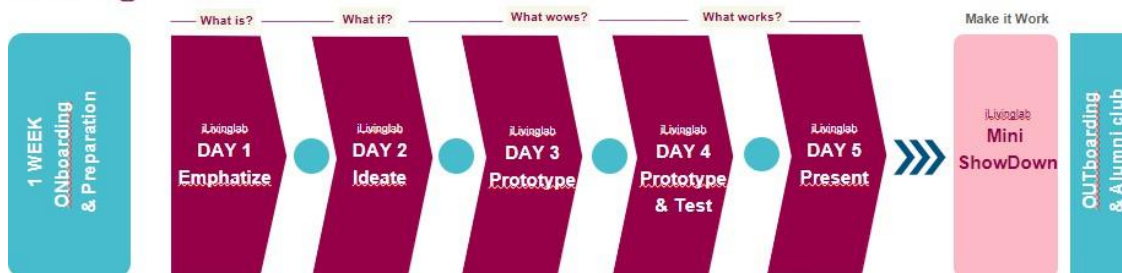 What is?
What if?
What wows?
What works?
Make it Work
1 WEEK
ONboarding
& Preparation
iLivinglab
DAY 1
Emphatize
iLivinglab
DAY 2
Ideate
iLivinglab
DAY 3
Prototype
iLivinglab
DAY 4
Prototype
& Test
iLivinglab
DAY 5
Present
iLivinglab
Mini
ShowDown
OUTboarding
& Alumni club